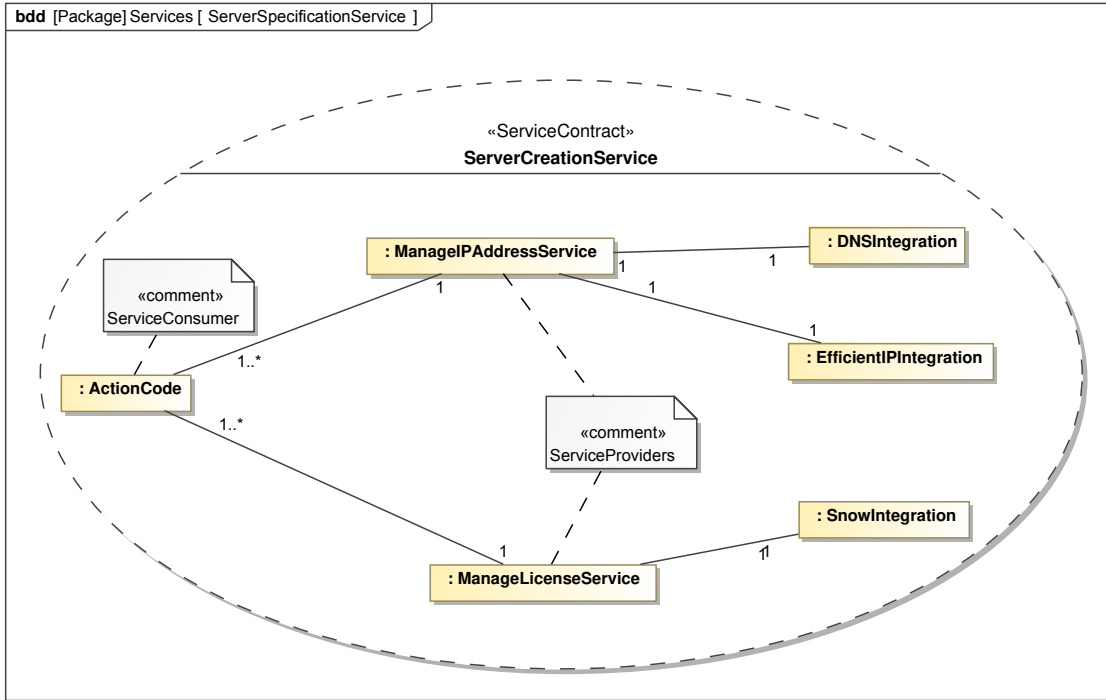 bdd [Package] Services [ ServerSpecificationService ]
«ServiceContract»
ServerCreationService
: ManageIPAddressService
: DNSIntegration
1
1
1
1
«comment»
ServiceConsumer
1
: EfficientIPIntegration
1..*
: ActionCode
1..*
«comment»
ServiceProviders
: SnowIntegration
1
1
1
: ManageLicenseService